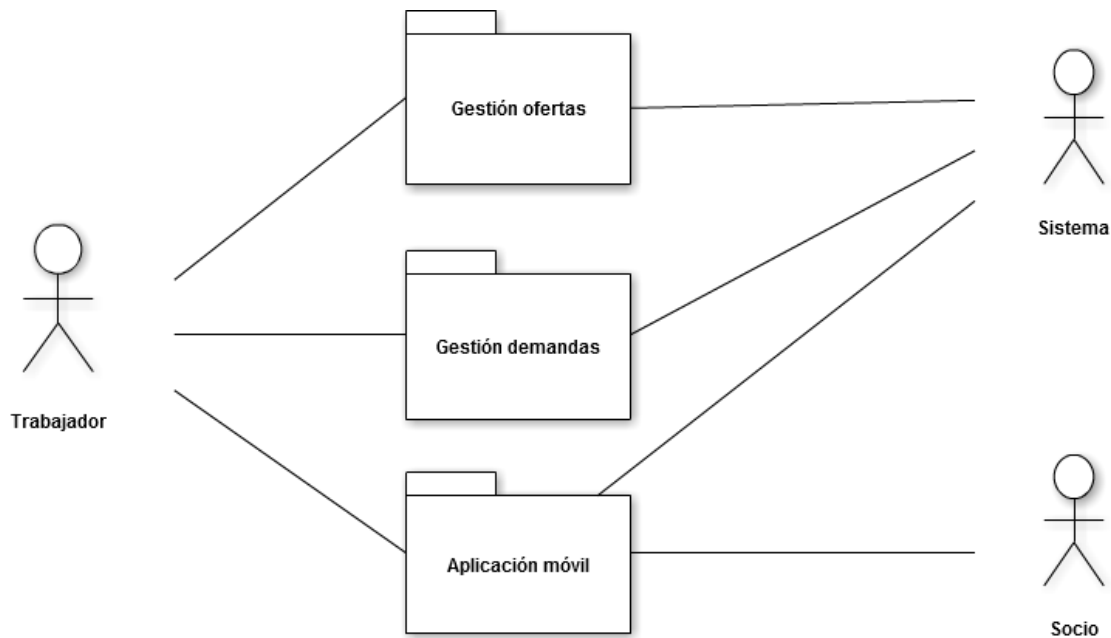 Gestión ofertas
Sistema
Gestión demandas
Trabajador
Aplicación móvil
Socio